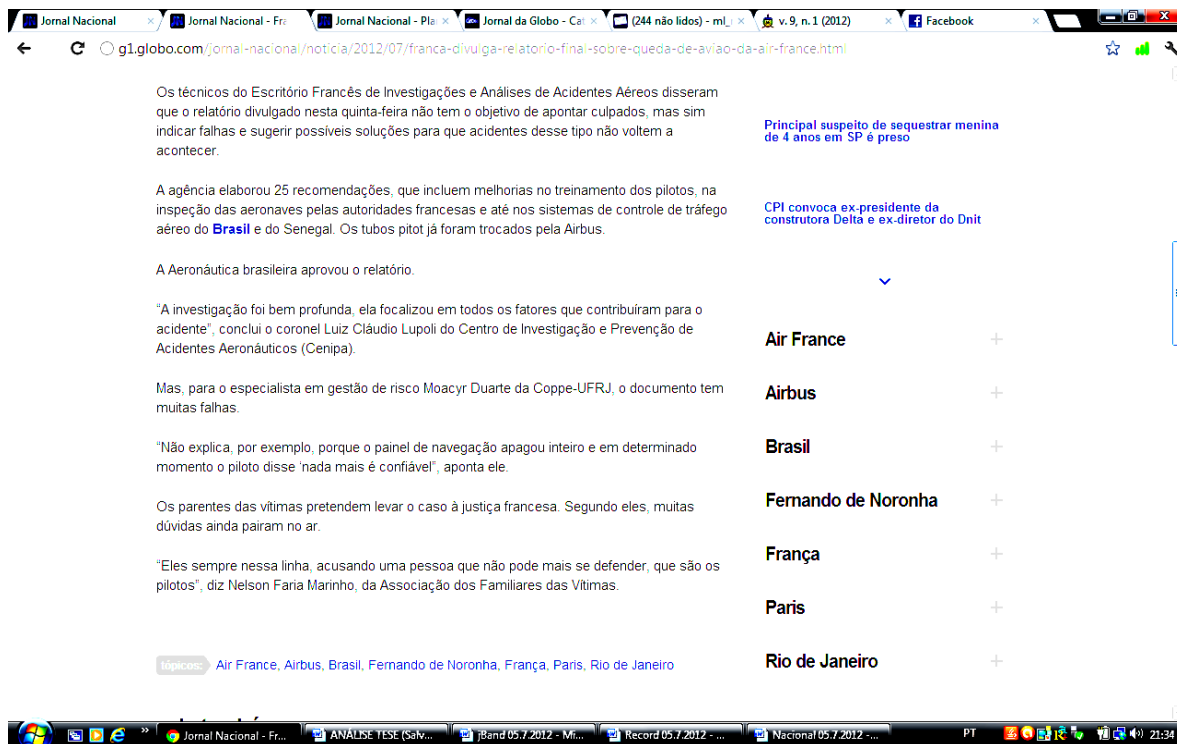 Jornal Nacional
Jornal Nacional - Fra
Jornal Nacional - Pla
Jornal da Globo - Cat
(244 não lidos) - ml_
v. 9, n. 1 (2012)
Facebook
g1.globo.com/jornal-nacional/noticia/2012/07/franca-divulga-relatorio-final-sobre-queda-de-aviao-da-air-france.html
Os técnicos do Escritório Francês de Investigações e Análises de Acidentes Aéreos disseram
que o relatório divulgado nesta quinta-feira não tem o objetivo de apontar culpados, mas sim
indicar falhas e sugerir possíveis soluções para que acidentes desse tipo não voltem a
acontecer.
A agência elaborou 25 recomendações, que incluem melhorias no treinamento dos pilotos, na
inspeção das aeronaves pelas autoridades francesas e até nos sistemas de controle de tráfego
aéreo do Brasil e do Senegal. Os tubos pitot já foram trocados pela Airbus.
A Aeronáutica brasileira aprovou o relatório.
"A investigação foi bem profunda, ela focalizou em todos os fatores que contribuíram para o
acidente", conclui o coronel Luiz Cláudio Lupoli do Centro de Investigação e Prevenção de
Acidentes Aeronáuticos (Cenipa).
Mas, para o especialista em gestão de risco Moacyr Duarte da Coppe-UFRJ, o documento tem
muitas falhas.
"Não explica, por exemplo, porque o painel de navegação apagou inteiro e em determinado
momento o piloto disse 'nada mais é confiável", aponta ele.
Os parentes das vítimas pretendem levar o caso à justiça francesa. Segundo eles, muitas
dúvidas ainda pairam no ar.
"Eles sempre nessa linha, acusando uma pessoa que não pode mais se defender, que são os
pilotos", diz Nelson Faria Marinho, da Associação dos Familiares das Vítimas.
tópicos: Air France, Airbus, Brasil, Fernando de Noronha, França, Paris, Rio de Janeiro
Principal suspeito de sequestrar menina
de 4 anos em SP é preso
CPI convoca ex-presidente da
construtora Delta e ex-diretor do Dnit
Air France
Airbus
Brasil
Fernando de Noronha
França
Paris
Rio de Janeiro
Jornal Nacional - Fr...
ANÁLISE TESE (Salv...
jBand 05.7.2012 - Mi...
Record 05.7.2012 - ...
Nacional 05.7.2012 -...
PT
21:34